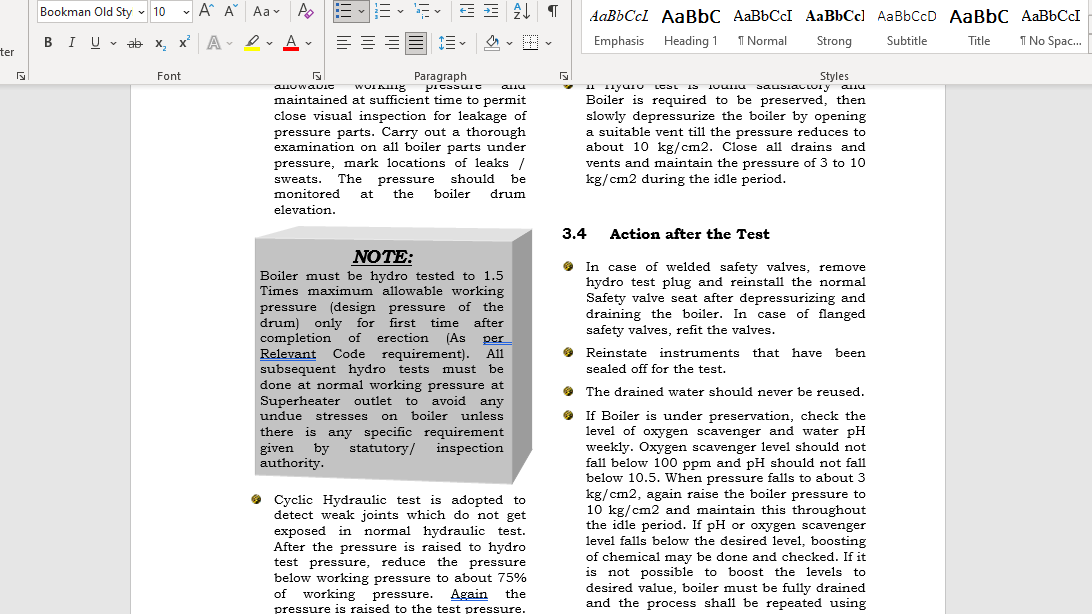 Bookman Old Sty
10
Aa
ter
B I U ab x2 x2 A A
Font
Paragraph
AaBbCcI AaBbC AaBbCcI AaBbCcI AaBbCcD AaBbC AaBbCcI
Emphasis Heading 1 ¶ Normal Strong Subtitle Title ¶ No Spac...
Styles
allowable working pressure and
maintained at sufficient time to permit
close visual inspection for leakage of
pressure parts. Carry out a thorough
examination on all boiler parts under
pressure, mark locations of leaks /
sweats. The pressure should be
monitored at the boiler drum
elevation.
NOTE:
Boiler must be hydro tested to 1.5
Times maximum allowable working
pressure (design pressure of the
drum) only for first time after
completion of erection (As per
Relevant Code requirement). All
subsequent hydro tests must be
done at normal working pressure at
Superheater outlet to avoid any
undue stresses on boiler unless
there is any specific requirement
given by statutory/ inspection
authority.
Cyclic Hydraulic test is adopted to
detect weak joints which do not get
exposed in normal hydraulic test.
After the pressure is raised to hydro
test pressure, reduce the pressure
below working pressure to about 75%
of working pressure. Again the
pressure is raised to the test pressure.
If Hydro test is found satisfactory and
Boiler is required to be preserved, then
slowly depressurize the boiler by opening
a suitable vent till the pressure reduces to
about 10 kg/cm2. Close all drains and
vents and maintain the pressure of 3 to 10
kg/cm2 during the idle period.
3.4 Action after the Test
In case of welded safety valves, remove
hydro test plug and reinstall the normal
Safety valve seat after depressurizing and
draining the boiler. In case of flanged
safety valves, refit the valves.
Reinstate instruments that have been
sealed off for the test.
The drained water should never be reused.
If Boiler is under preservation, check the
level of oxygen scavenger and water pH
weekly. Oxygen scavenger level should not
fall below 100 ppm and pH should not fall
below 10.5. When pressure falls to about 3
kg/cm2, again raise the boiler pressure to
10 kg/cm2 and maintain this throughout
the idle period. If pH or oxygen scavenger
level falls below the desired level, boosting
of chemical may be done and checked. If it
is not possible to boost the levels to
desired value, boiler must be fully drained
and the process shall be repeated using